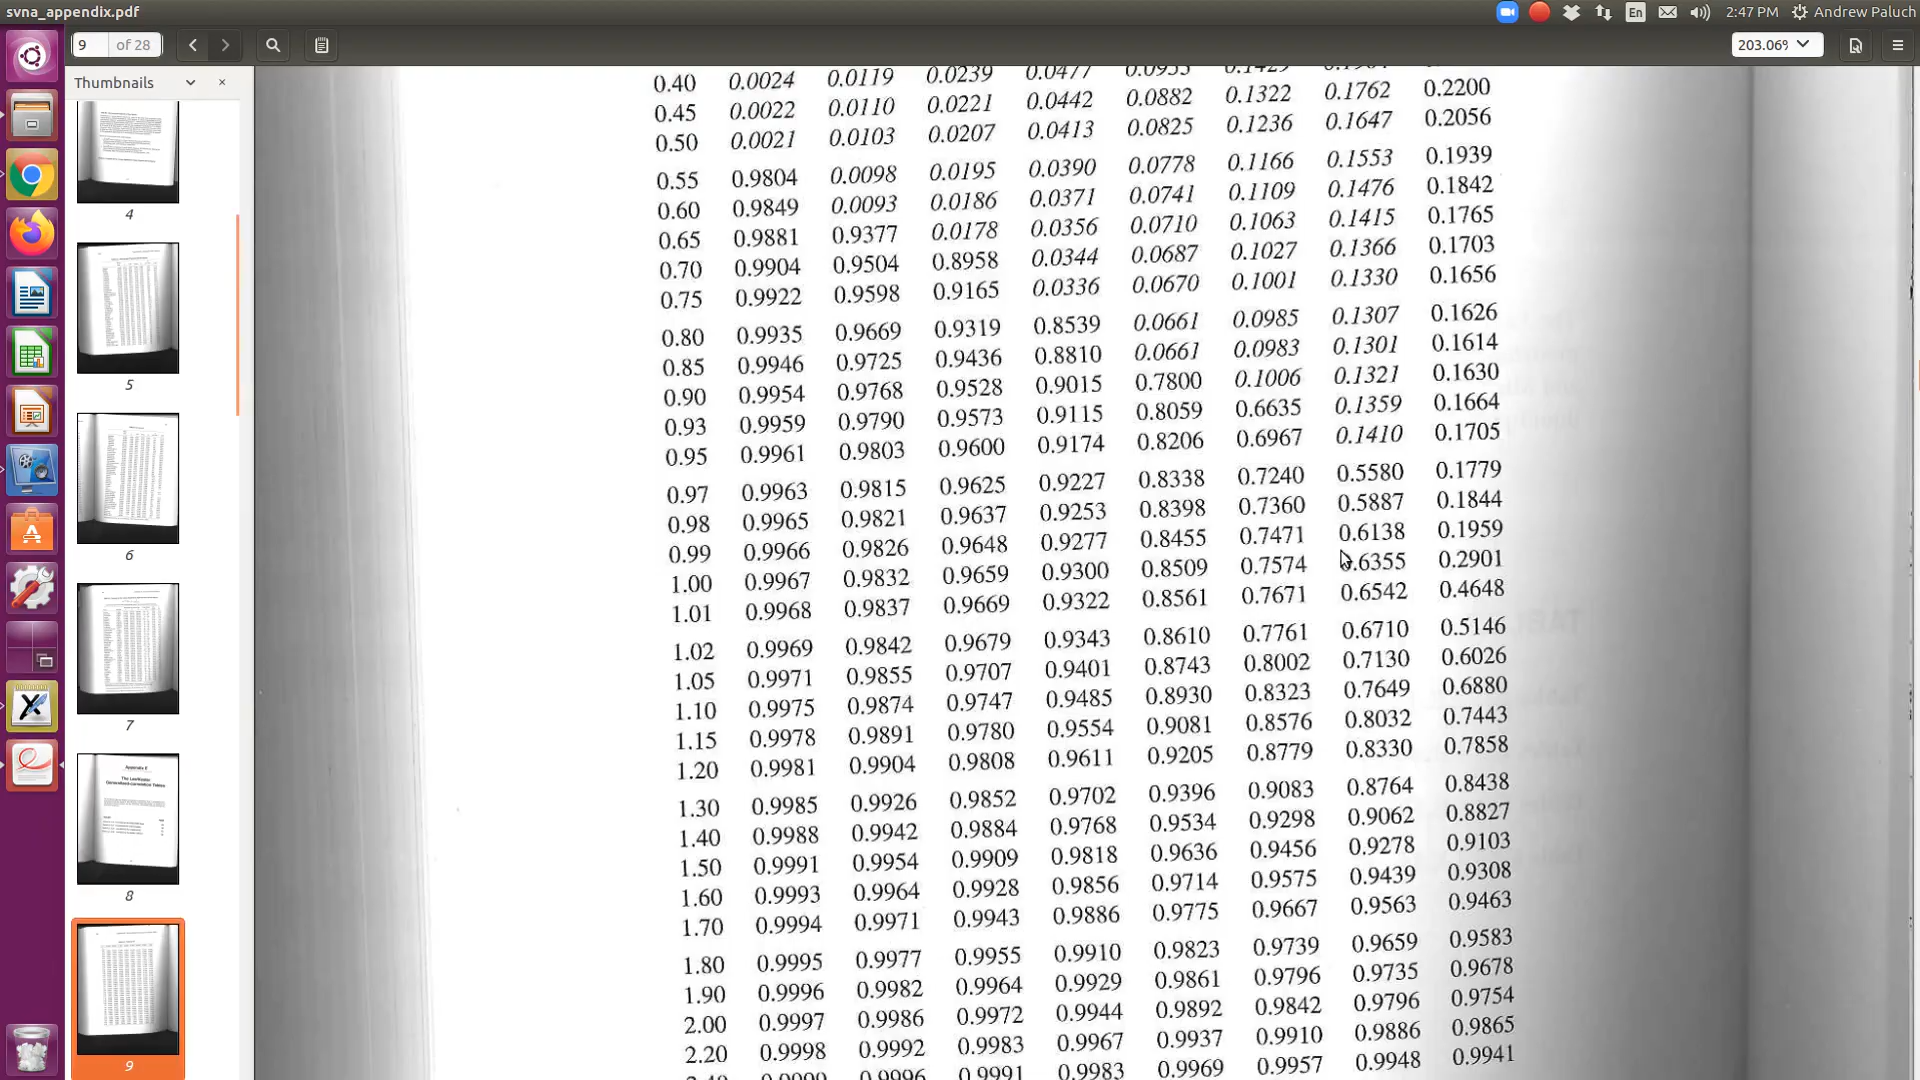 svna_appendix.pdf
En
2:47 PM
Andrew Paluch
9 of 28
203.06%
Thumbnails
4
5
6
7
8
9
0.40 0.0024 0.0119 0.0239 0.0477 0.0953 0.1429
0.45 0.0022 0.0110 0.0221 0.0442 0.0882 0.1322 0.1762 0.2200
0.50 0.0021 0.0103 0.0207 0.0413 0.0825 0.1236 0.1647 0.2056
0.55 0.9804 0.0098 0.0195 0.0390 0.0778 0.1166 0.1553 0.1939
0.60 0.9849 0.0093 0.0186 0.0371 0.0741 0.1109 0.1476 0.1842
0.65 0.9881 0.9377 0.0178 0.0356 0.0710 0.1063 0.1415 0.1765
0.70 0.9904 0.9504 0.8958 0.0344 0.0687 0.1027 0.1366 0.1703
0.75 0.9922 0.9598 0.9165 0.0336 0.0670 0.1001 0.1330 0.1656
0.80 0.9935 0.9669 0.9319 0.8539 0.0661 0.0985 0.1307 0.1626
0.85 0.9946 0.9725 0.9436 0.8810 0.0661 0.0983 0.1301 0.1614
0.90 0.9954 0.9768 0.9528 0.9015 0.7800 0.1006 0.1321 0.1630
0.93 0.9959 0.9790 0.9573 0.9115 0.8059 0.6635 0.1359 0.1664
0.95 0.9961 0.9803 0.9600 0.9174 0.8206 0.6967 0.1410 0.1705
0.97 0.9963 0.9815 0.9625 0.9227 0.8338 0.7240 0.5580 0.1779
0.98 0.9965 0.9821 0.9637 0.9253 0.8398 0.7360 0.5887 0.1844
0.99 0.9966 0.9826 0.9648 0.9277 0.8455 0.7471 0.6138 0.1959
1.00 0.9967 0.9832 0.9659 0.9300 0.8509 0.7574 0.6355 0.2901
1.01 0.9968 0.9837 0.9669 0.9322 0.8561 0.7671 0.6542 0.4648
1.02 0.9969 0.9842 0.9679 0.9343 0.8610 0.7761 0.6710 0.5146
1.05 0.9971 0.9855 0.9707 0.9401 0.8743 0.8002 0.7130 0.6026
1.10 0.9975 0.9874 0.9747 0.9485 0.8930 0.8323 0.7649 0.6880
1.15 0.9978 0.9891 0.9780 0.9554 0.9081 0.8576 0.8032 0.7443
1.20 0.9981 0.9904 0.9808 0.9611 0.9205 0.8779 0.8330 0.7858
1.30 0.9985 0.9926 0.9852 0.9702 0.9396 0.9083 0.8764 0.8438
1.40 0.9988 0.9942 0.9884 0.9768 0.9534 0.9298 0.9062 0.8827
1.50 0.9991 0.9954 0.9909 0.9818 0.9636 0.9456 0.9278 0.9103
1.60 0.9993 0.9964 0.9928 0.9856 0.9714 0.9575 0.9439 0.9308
1.70 0.9994 0.9971 0.9943 0.9886 0.9775 0.9667 0.9563 0.9463
1.80 0.9995 0.9977 0.9955 0.9910 0.9823 0.9739 0.9659 0.9583
1.90 0.9996 0.9982 0.9964 0.9929 0.9861 0.9796 0.9735 0.9678
2.00 0.9997 0.9986 0.9972 0.9944 0.9892 0.9842 0.9796 0.9754
2.20 0.9998 0.9992 0.9983 0.9967 0.9937 0.9910 0.9886 0.9865
2.40 0.9999 0.9996 0.9991 0.9983 0.9969 0.9957 0.9948 0.9941